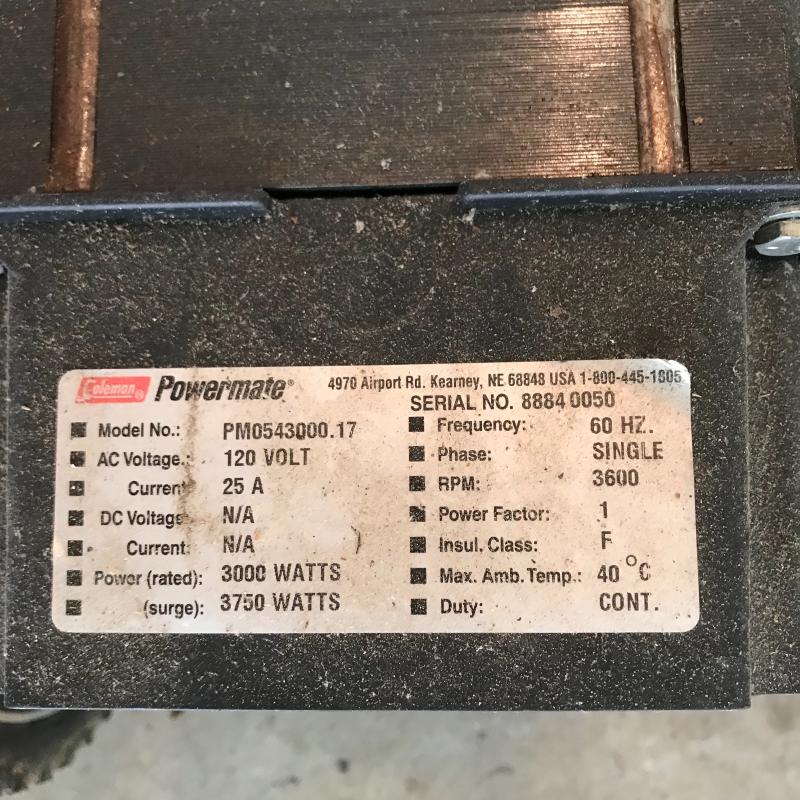 Coleman® Powermate® 4970 Airport Rd. Kearney, NE 68848 USA 1-800-445-1805
SERIAL NO. 8884 0050
Model No.: PM0543000.17
AC Voltage.: 120 VOLT
Current 25 A
DC Voltage N/A
Current: N/A
Power (rated): 3000 WATTS
(surge): 3750 WATTS
Frequency: 60 HZ.
Phase: SINGLE
RPM: 3600
Power Factor: 1
Insul. Class: F
Max. Amb. Temp.: 40 °C
Duty: CONT.